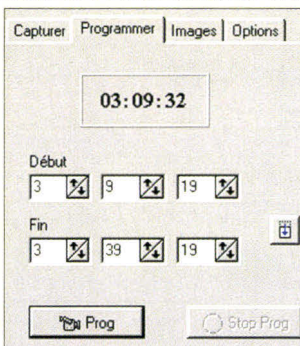 Capturer Programmer Images Options
03:09:32
Début
3 9 19
Fin
3 39 19
Prog Stop Prog